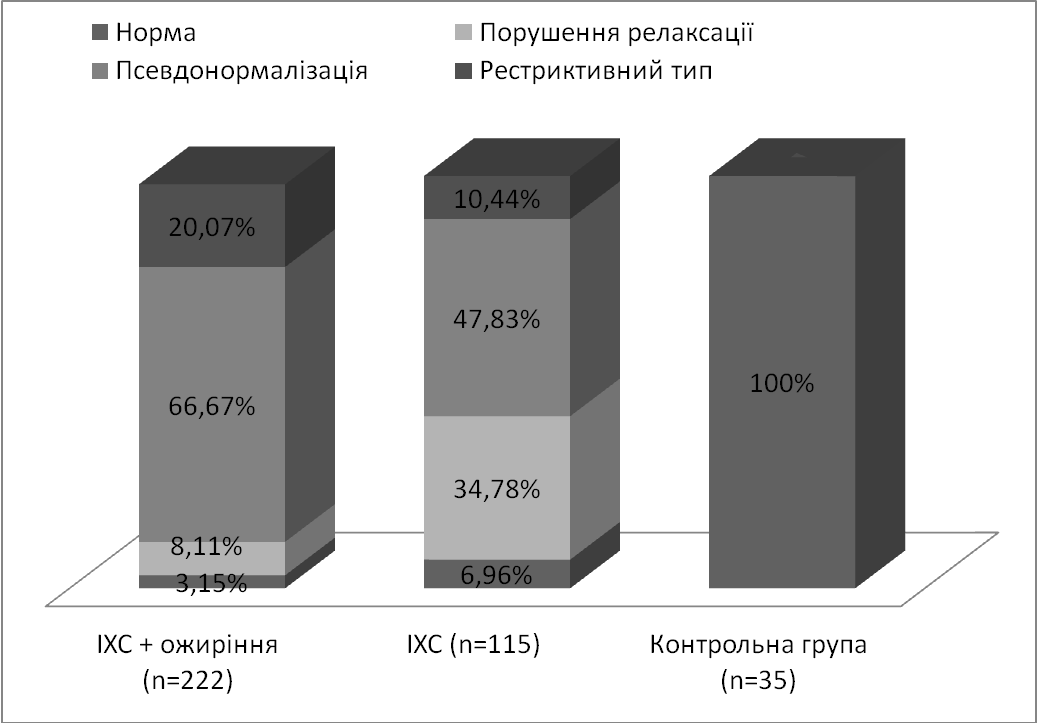 Норма
Порушення релаксації
Псевдонормалізація
Рестриктивний тип
20,07%
66,67%
8,11%
3,15%
10,44%
47,83%
34,78%
6,96%
100%
ІХС + ожиріння
(n=222)
ІХС (n=115)
Контрольна група
(n=35)